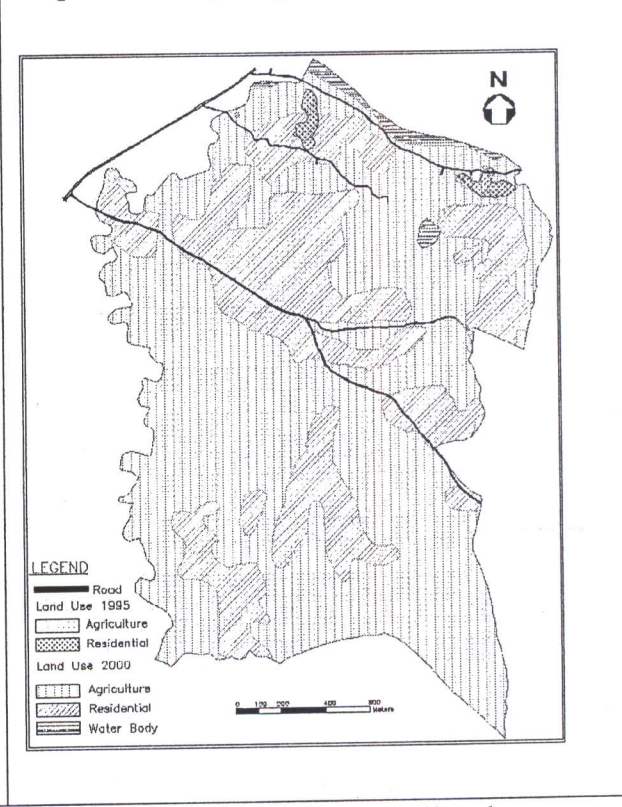 N
LEGEND
Road
Land Use 1995
Agriculture
Residential
Land Use 2000
Agriculture
Residential
Water Body
0 100 200 400 800
Meters